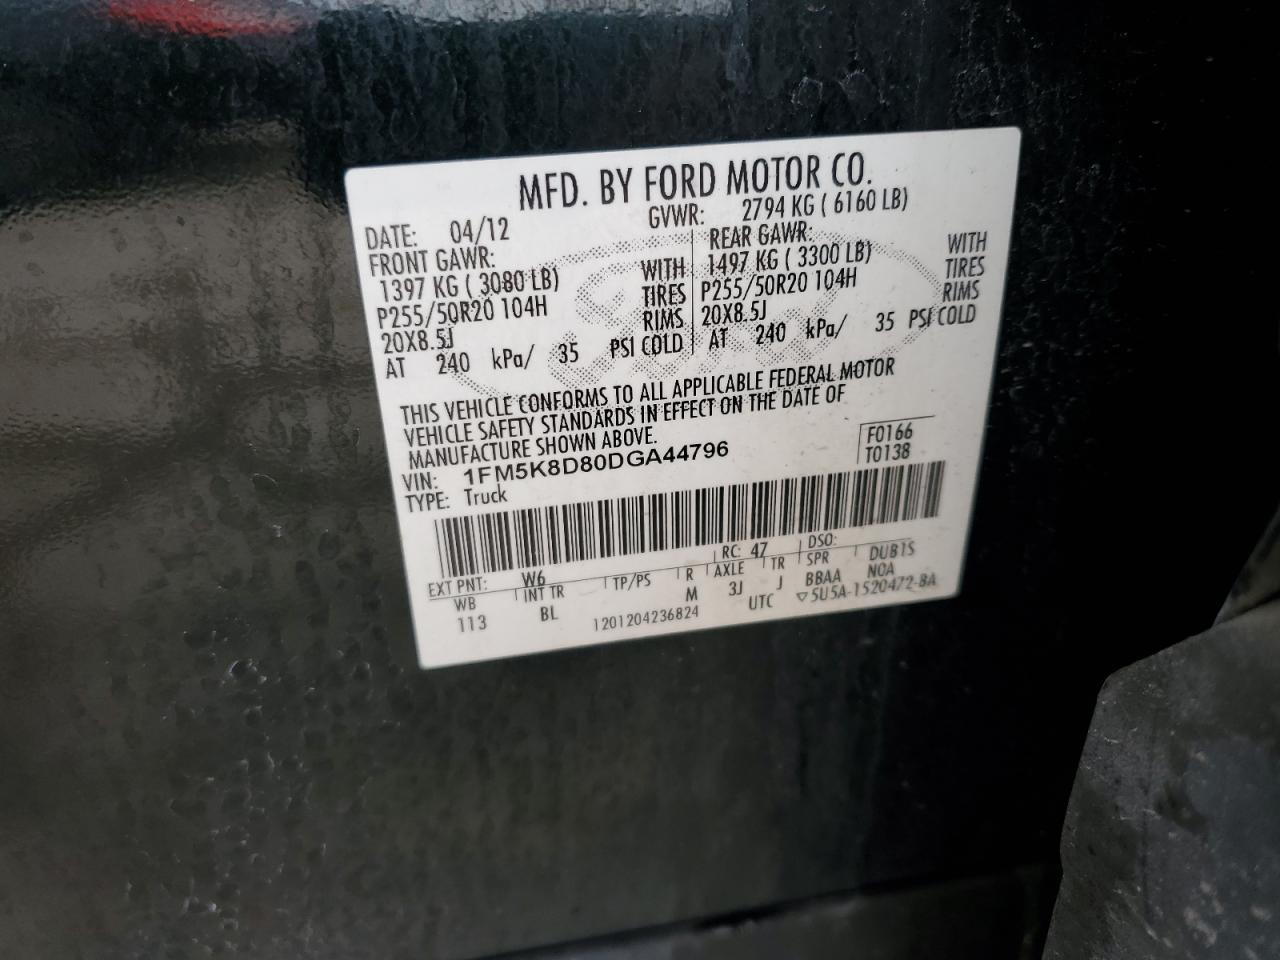 MFD. BY FORD MOTOR CO.
DATE: 04/12 GVWR: 2794 KG ( 6160 LB)
FRONT GAWR: REAR GAWR:
1397 KG ( 3080 LB) WITH 1497 KG ( 3300 LB) WITH
P255/50R20 104H TIRES P255/50R20 104H TIRES
20X8.5J RIMS 20X8.5J RIMS
AT 240 kPa/ 35 PSI COLD AT 240 kPa/ 35 PSI COLD
THIS VEHICLE CONFORMS TO ALL APPLICABLE FEDERAL MOTOR
VEHICLE SAFETY STANDARDS IN EFFECT ON THE DATE OF
MANUFACTURE SHOWN ABOVE.
VIN: 1FM5K8D80DGA44796 F0166
TYPE: Truck T0138
EXT PNT: W6 RC: 47 DSO:
WB INT TR TP/PS R AXLE TR SPR DUB1S
113 BL M 3J J BBAA NOA
1201204236824 UTC ▽5U5A-1520472-BA